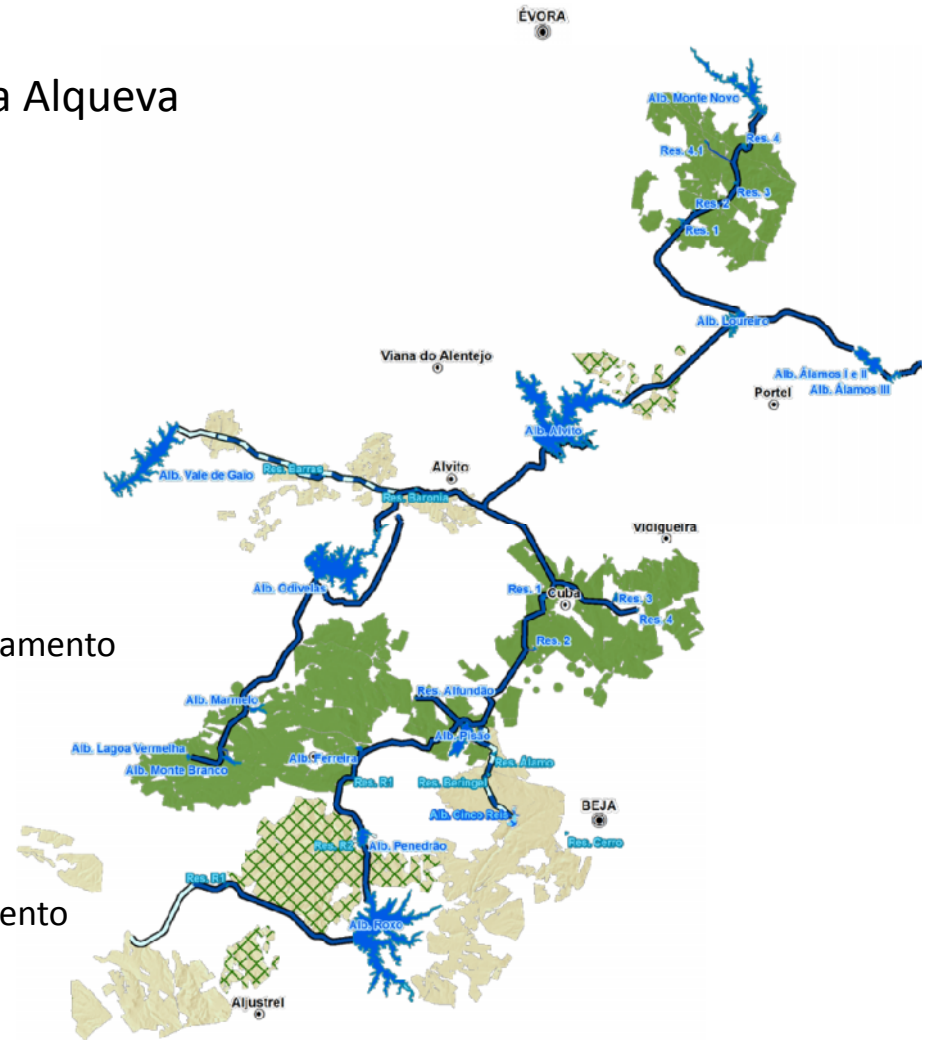 ÉVORA
a Alqueva
Alb. Monte Novo
Res. 4
Res. 4.1
Res. 3
Res. 2
Res. 1
Alb. Loureiro
Viana do Alentejo
Alb. Álamos I e II
Portel
Alb. Álamos III
Alb. Alvito
Alvito
Res. Barras
Alb. Vale de Gaio
Res. Baronia
Vidigueira
Alb. Odivelas
Res. 1
Cuba
Res. 3
Res. 4
Res. 2
amento
Res. Alfundão
Alb. Marmelo
Alb. Pisão
Alb. Lagoa Vermelha
Alb. Ferreira
Res. Álamo
Alb. Monte Branco
Res. R1
Res. Beringel
BEJA
Alb. Cinco Reis
Res. R2
Alb. Penedrão
Res. Cerro
Res. R1
ento
Alb. Roxo
Aljustrel